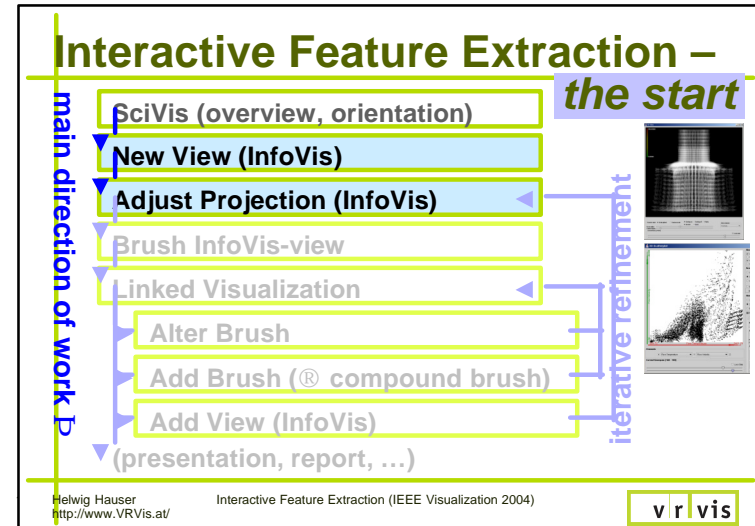 Interactive Feature Extraction –
the start
main direction of work Þ
SciVis (overview, orientation)
New View (InfoVis)
Adjust Projection (InfoVis)
Brush InfoVis-view
Linked Visualization
Alter Brush
Add Brush (® compound brush)
Add View (InfoVis)
(presentation, report, …)
iterative refinement
Helwig Hauser
http://www.VRVis.at/
Interactive Feature Extraction (IEEE Visualization 2004)
vr vis